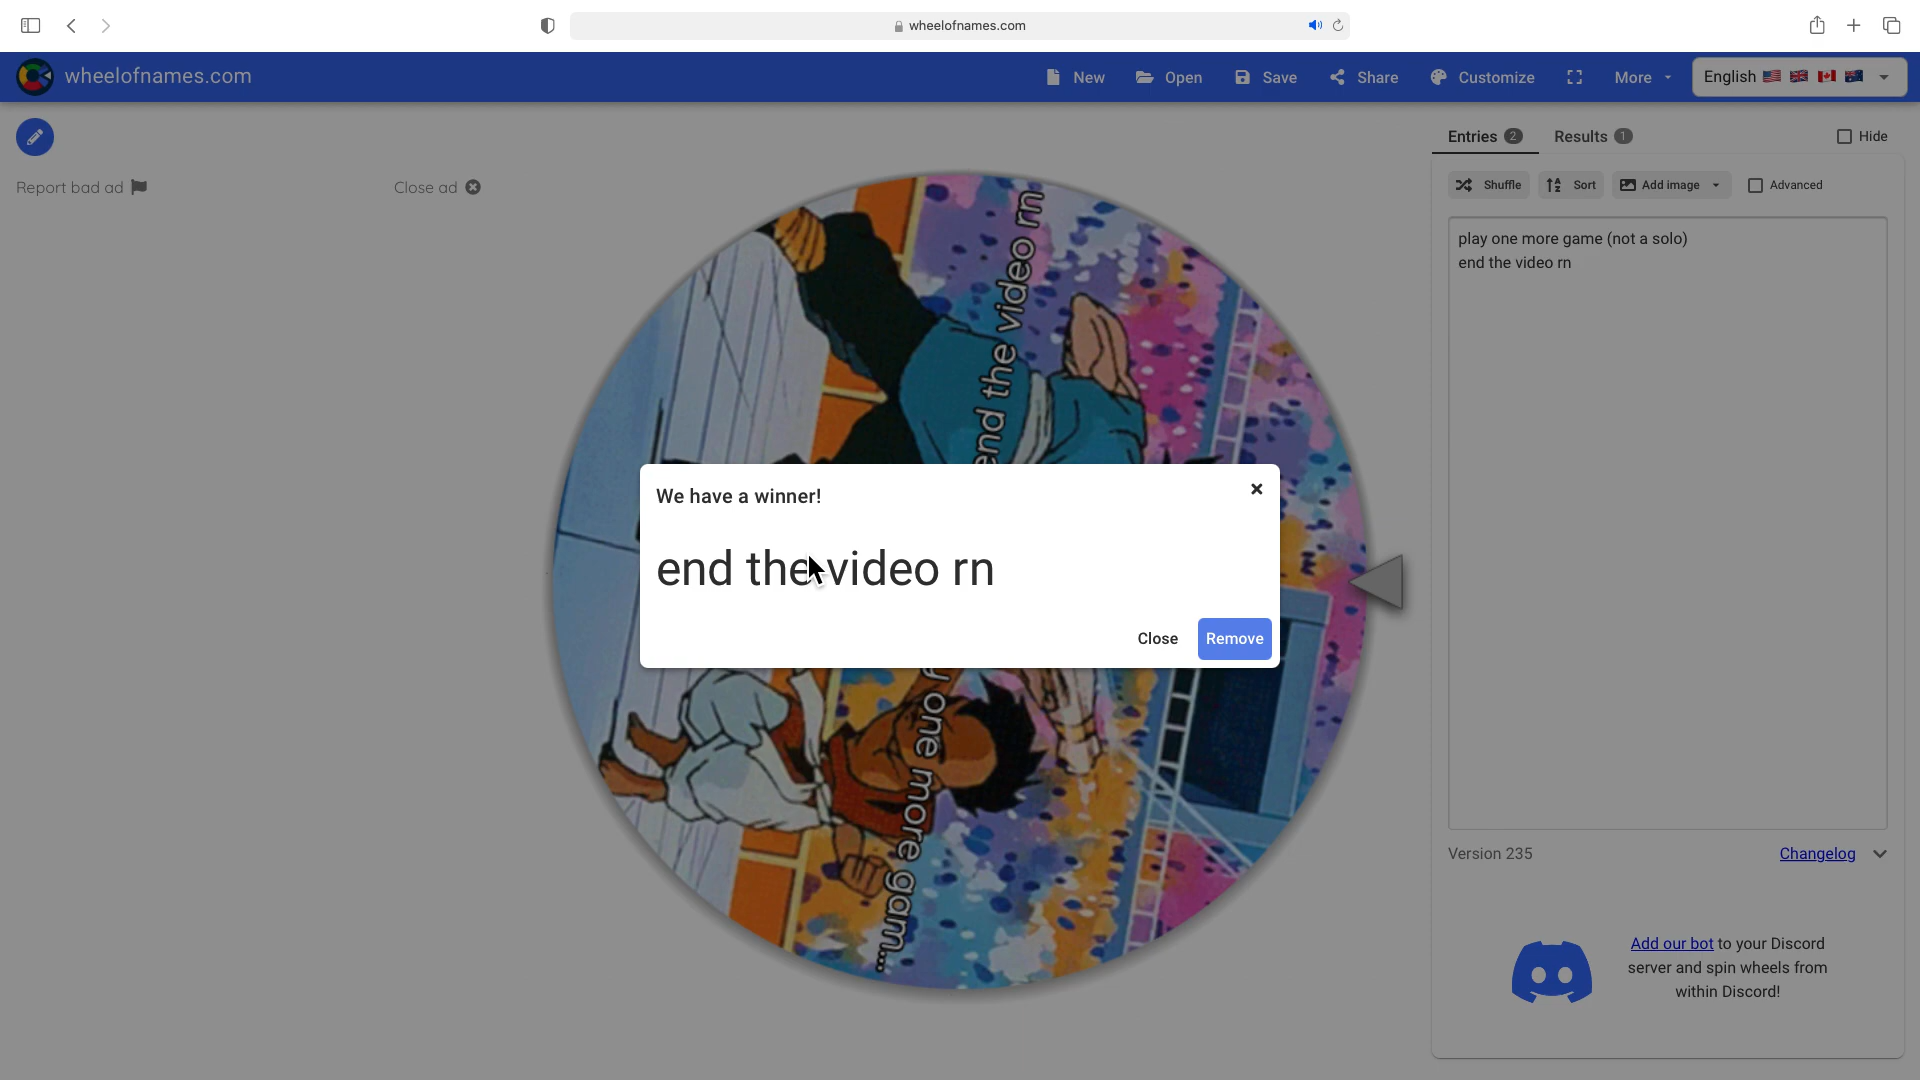 wheelofnames.com
wheelofnames.com
New
Open
Save
Share
Customize
More
English
Report bad ad
Close ad
Entries 2
Results 1
Hide
Shuffle
Sort
Add image
Advanced
play one more game (not a solo)
end the video rn
end the video rn
We have a winner!
end the video rn
Close
Remove
y one more gam...
Version 235
Changelog
Add our bot to your Discord
server and spin wheels from
within Discord!